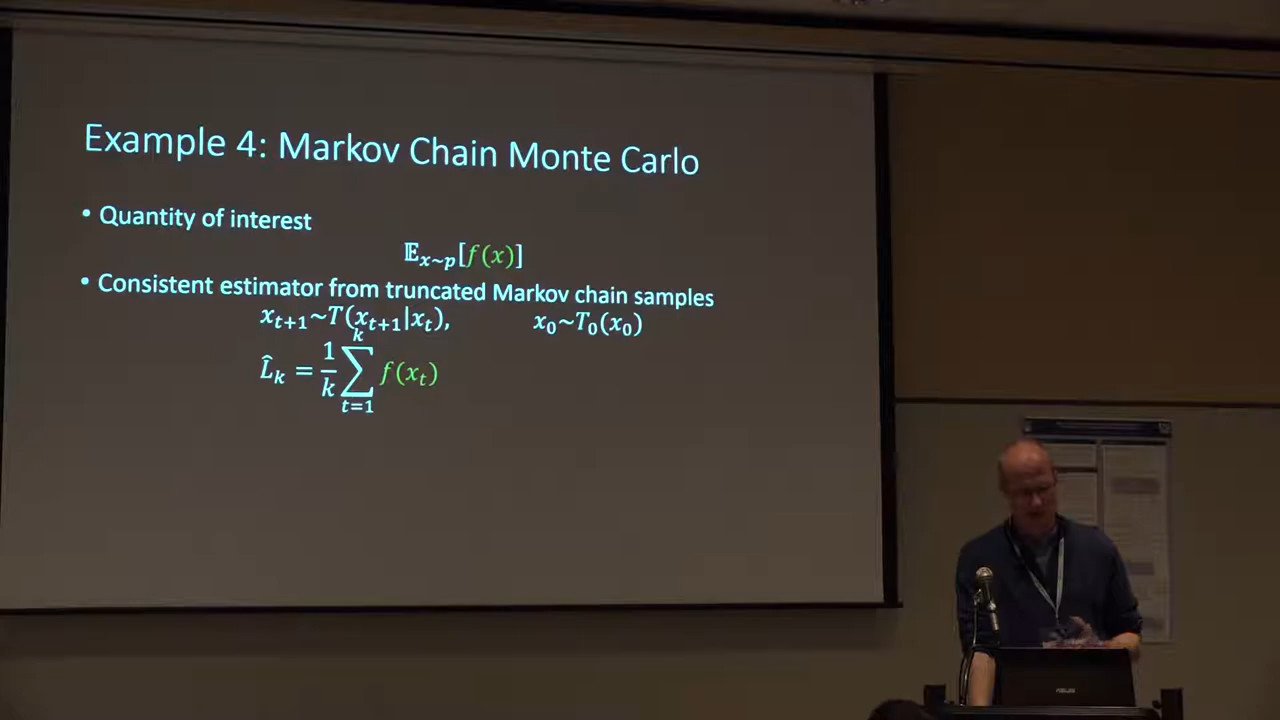 Example 4: Markov Chain Monte Carlo
• Quantity of interest
𝔼ₓ~ₚ[f(x)]
• Consistent estimator from truncated Markov chain samples
xₜ₊₁~T(xₜ₊₁|xₜ), x₀~T₀(x₀)
L̂ₖ = 1/k ∑ₜ₌₁ᵏ f(xₜ)
ASUS